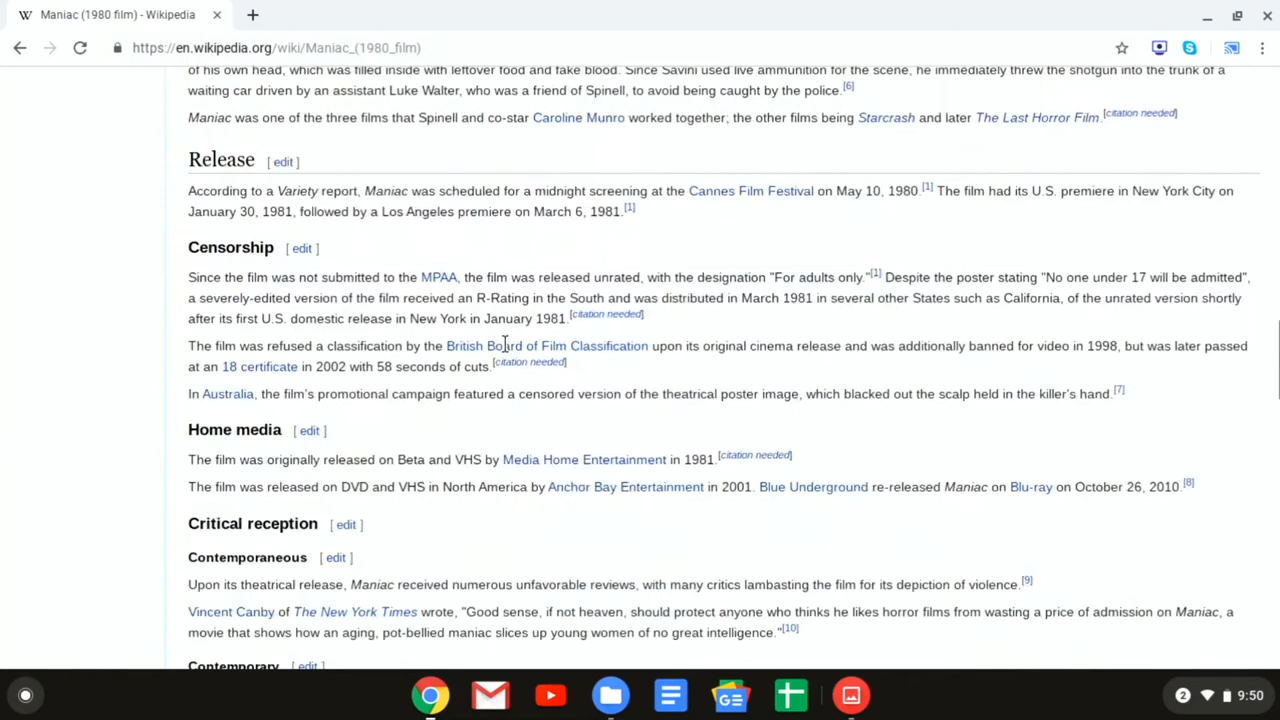 Maniac (1980 film) - Wikipedia
https://en.wikipedia.org/wiki/Maniac_(1980_film)
of his own head, which was filled inside with leftover food and fake blood. Since Savini used live ammunition for the scene, he immediately threw the shotgun into the trunk of a
waiting car driven by an assistant Luke Walter, who was a friend of Spinell, to avoid being caught by the police.[6]
Maniac was one of the three films that Spinell and co-star Caroline Munro worked together; the other films being Starcrash and later The Last Horror Film.[citation needed]
Release [ edit ]
According to a Variety report, Maniac was scheduled for a midnight screening at the Cannes Film Festival on May 10, 1980.[1] The film had its U.S. premiere in New York City on
January 30, 1981, followed by a Los Angeles premiere on March 6, 1981.[1]
Censorship [ edit ]
Since the film was not submitted to the MPAA, the film was released unrated, with the designation "For adults only."[1] Despite the poster stating "No one under 17 will be admitted",
a severely-edited version of the film received an R-Rating in the South and was distributed in March 1981 in several other States such as California, of the unrated version shortly
after its first U.S. domestic release in New York in January 1981.[citation needed]
The film was refused a classification by the British Board of Film Classification upon its original cinema release and was additionally banned for video in 1998, but was later passed
at an 18 certificate in 2002 with 58 seconds of cuts.[citation needed]
In Australia, the film's promotional campaign featured a censored version of the theatrical poster image, which blacked out the scalp held in the killer's hand.[7]
Home media [ edit ]
The film was originally released on Beta and VHS by Media Home Entertainment in 1981.[citation needed]
The film was released on DVD and VHS in North America by Anchor Bay Entertainment in 2001. Blue Underground re-released Maniac on Blu-ray on October 26, 2010.[8]
Critical reception [ edit ]
Contemporaneous [ edit ]
Upon its theatrical release, Maniac received numerous unfavorable reviews, with many critics lambasting the film for its depiction of violence.[9]
Vincent Canby of The New York Times wrote, "Good sense, if not heaven, should protect anyone who thinks he likes horror films from wasting a price of admission on Maniac, a
movie that shows how an aging, pot-bellied maniac slices up young women of no great intelligence."[10]
Contemporary [ edit ]
GE
2 9:50